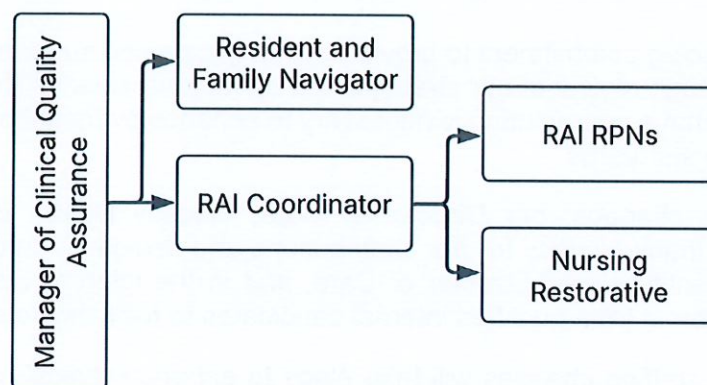 Manager of Clinical Quality
Assurance
Resident and
Family Navigator
RAI Coordinator
RAI RPNs
Nursing
Restorative